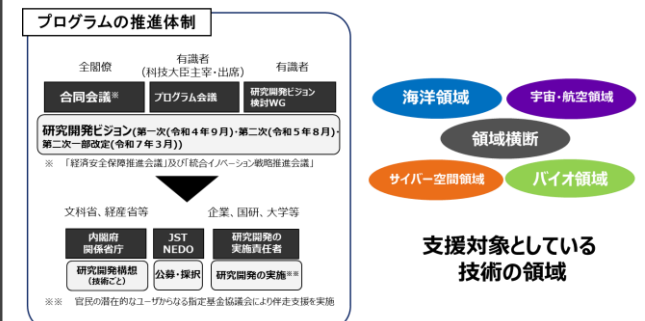 プログラムの推進体制
全閣僚
有識者
(科技大臣主宰・出席)
有識者
合同会議※
プログラム会議
研究開発ビジョン
検討WG
研究開発ビジョン(第一次(令和４年９月)・第二次(令和５年８月)・
第二次一部改定(令和７年３月))
※　「経済安全保障推進会議」及び「統合イノベーション戦略推進会議」
文科省、経産省等
企業、国研、大学等
内閣府
関係省庁
JST
NEDO
研究開発の
実施責任者
研究開発構想
(技術ごと)
公募・採択
研究開発の実施※※
※※　官民の潜在的なユーザからなる指定基金協議会により伴走支援を実施
海洋領域
宇宙・航空領域
領域横断
サイバー空間領域
バイオ領域
支援対象としている
技術の領域